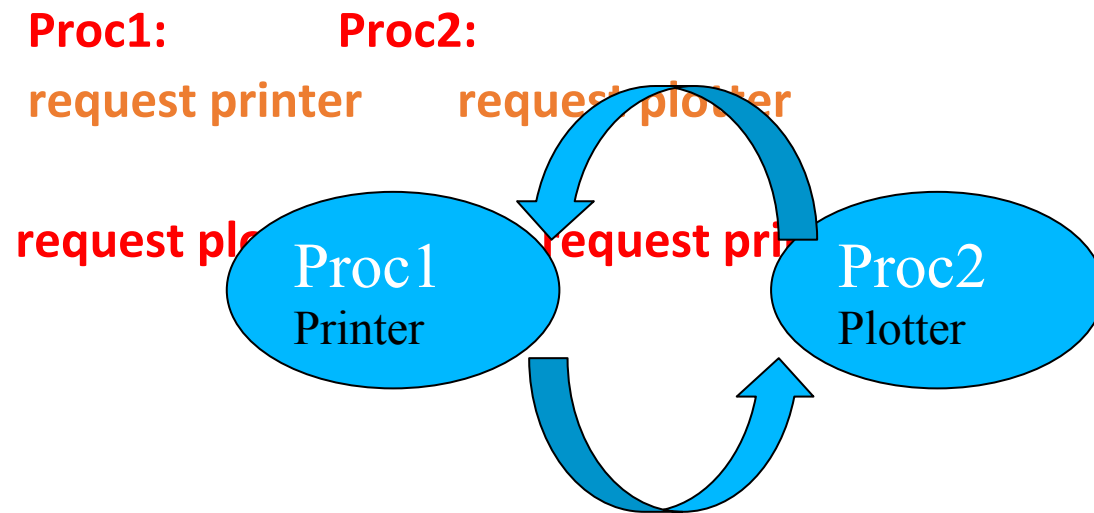 Proc1: Proc2:
request printer request plotter
request request
Proc1 Proc2
Printer Plotter